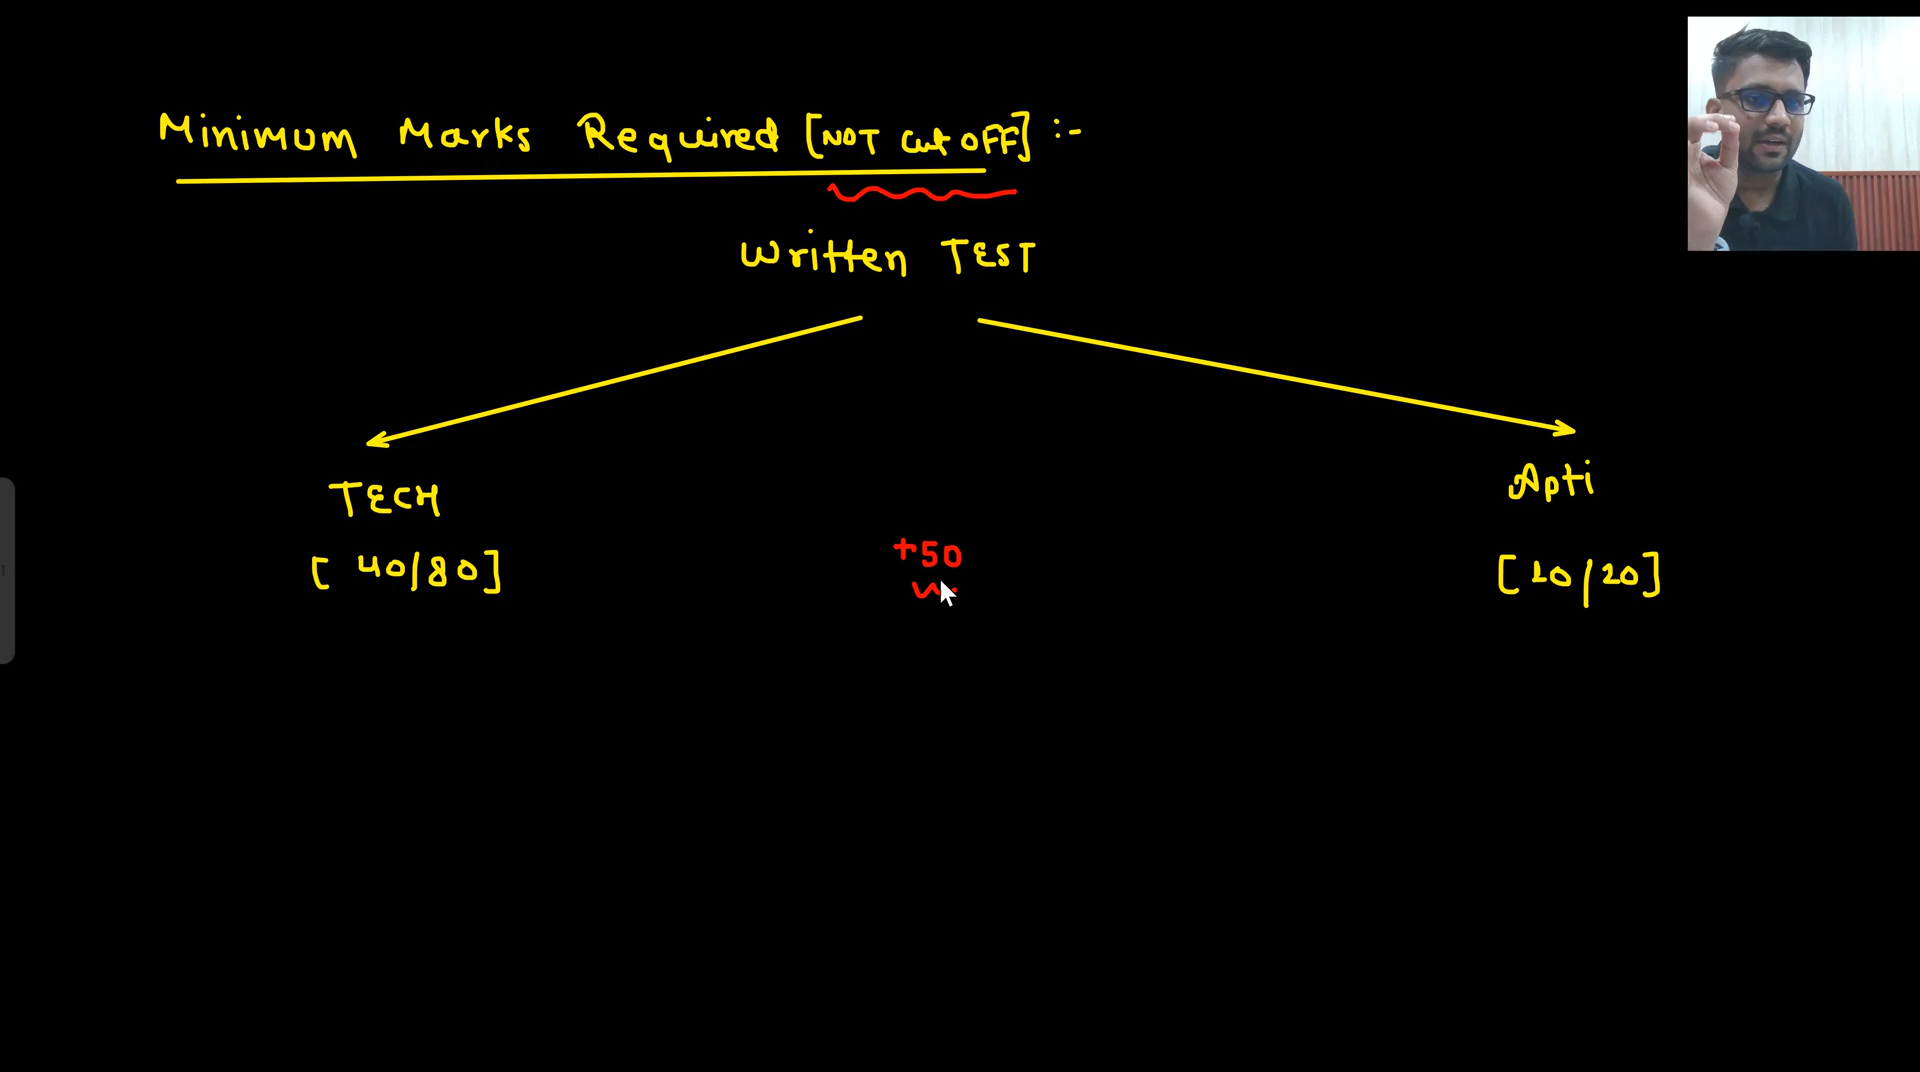 Minimum Marks Required [NOT cut OFF] :-
Written TEST
TECH
Apti
[ 40/80]
+50
[10/20]